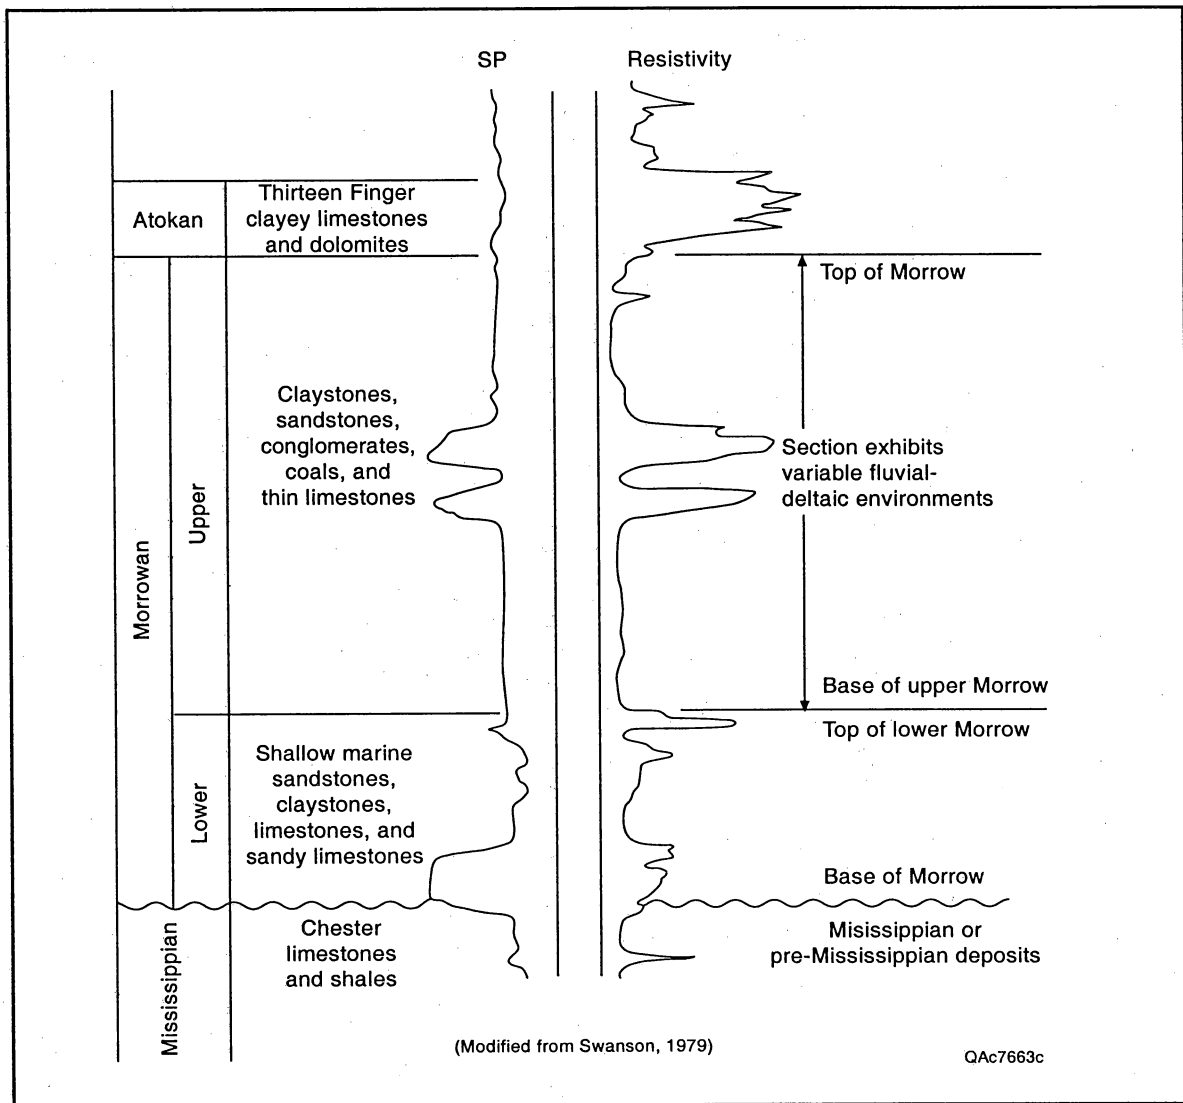 SP
Resistivity
Atokan
Thirteen Finger
clayey limestones
and dolomites
Top of Morrow
Morrowan
Upper
Claystones,
sandstones,
conglomerates,
coals, and
thin limestones
Section exhibits
variable fluvial-
deltaic environments
Base of upper Morrow
Top of lower Morrow
Lower
Shallow marine
sandstones,
claystones,
limestones, and
sandy limestones
Base of Morrow
Mississippian
Chester
limestones
and shales
Misissippian or
pre-Mississippian deposits
(Modified from Swanson, 1979)
QAc7663c